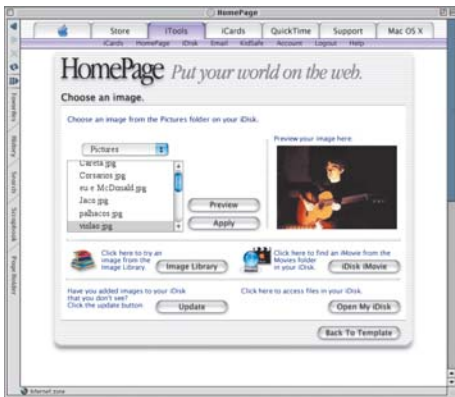 HomePage
Store iTools iCards QuickTime Support Mac OS X
iCards HomePage iDisk Email KidSafe Account Logout Help
HomePage Put your world on the web.
Choose an image.
Choose an image from the Pictures folder on your iDisk.
Preview your image here.
Pictures
Careta.jpg
Corsarios.jpg
eu e McDonald.jpg
Jaco.jpg
palhacos.jpg
violao.jpg
Preview
Apply
Click here to try an
image from the
Image Library.
Image Library
Click here to find an iMovie from the
Movies folder
in your iDisk.
iDisk iMovie
Have you added images to your iDisk
that you don't see?
Click the update button.
Update
Click here to access files in your iDisk.
Open My iDisk
Back To Template
Favorites
History
Search
Scrapbook
Page Holder
Internet zone